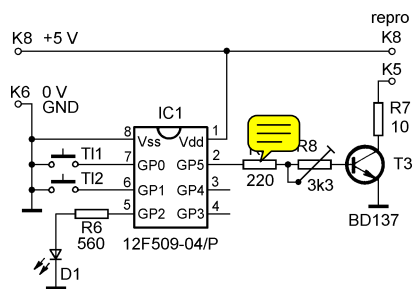 repro
K8 +5 V K8
K5
K6 0 V
GND
IC1
R7
10
8 Vss Vdd 1
TI1 7 GP0 GP5 2 R8
T3
TI2 6 GP1 GP4 3 220 3k3
5 GP2 GP3 4
R6
560 12F509-04/P BD137
D1